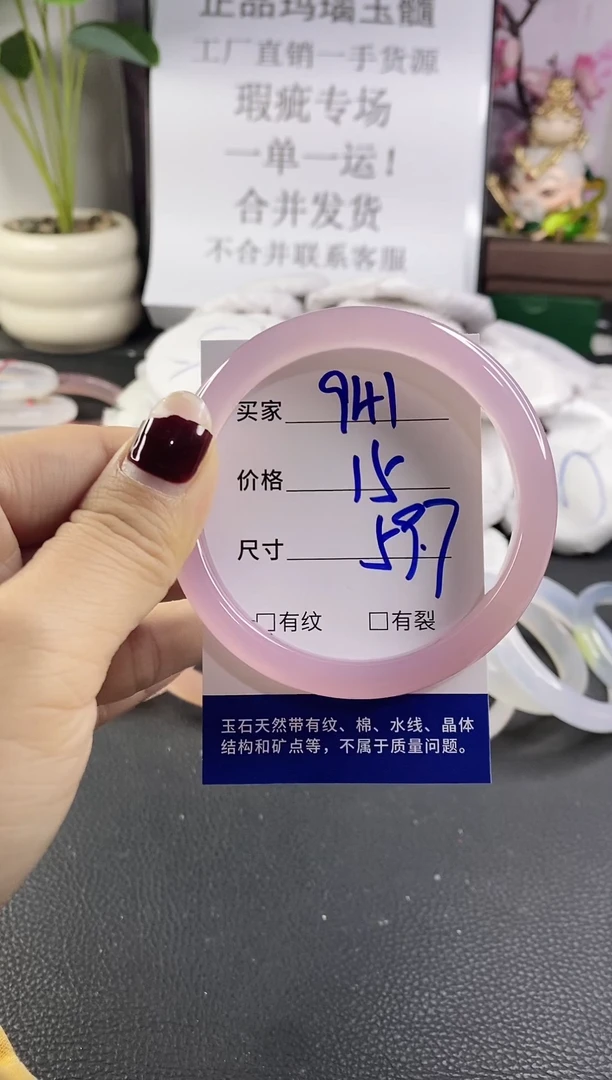 正品玛瑙玉髓
工厂直销一手货源
瑕疵专场
一单一运！
合并发货
不合并联系客服
买家 941
价格 15
尺寸 59.7
□有纹 □有裂
玉石天然带有纹、棉、水线、晶体
结构和矿点等，不属于质量问题。